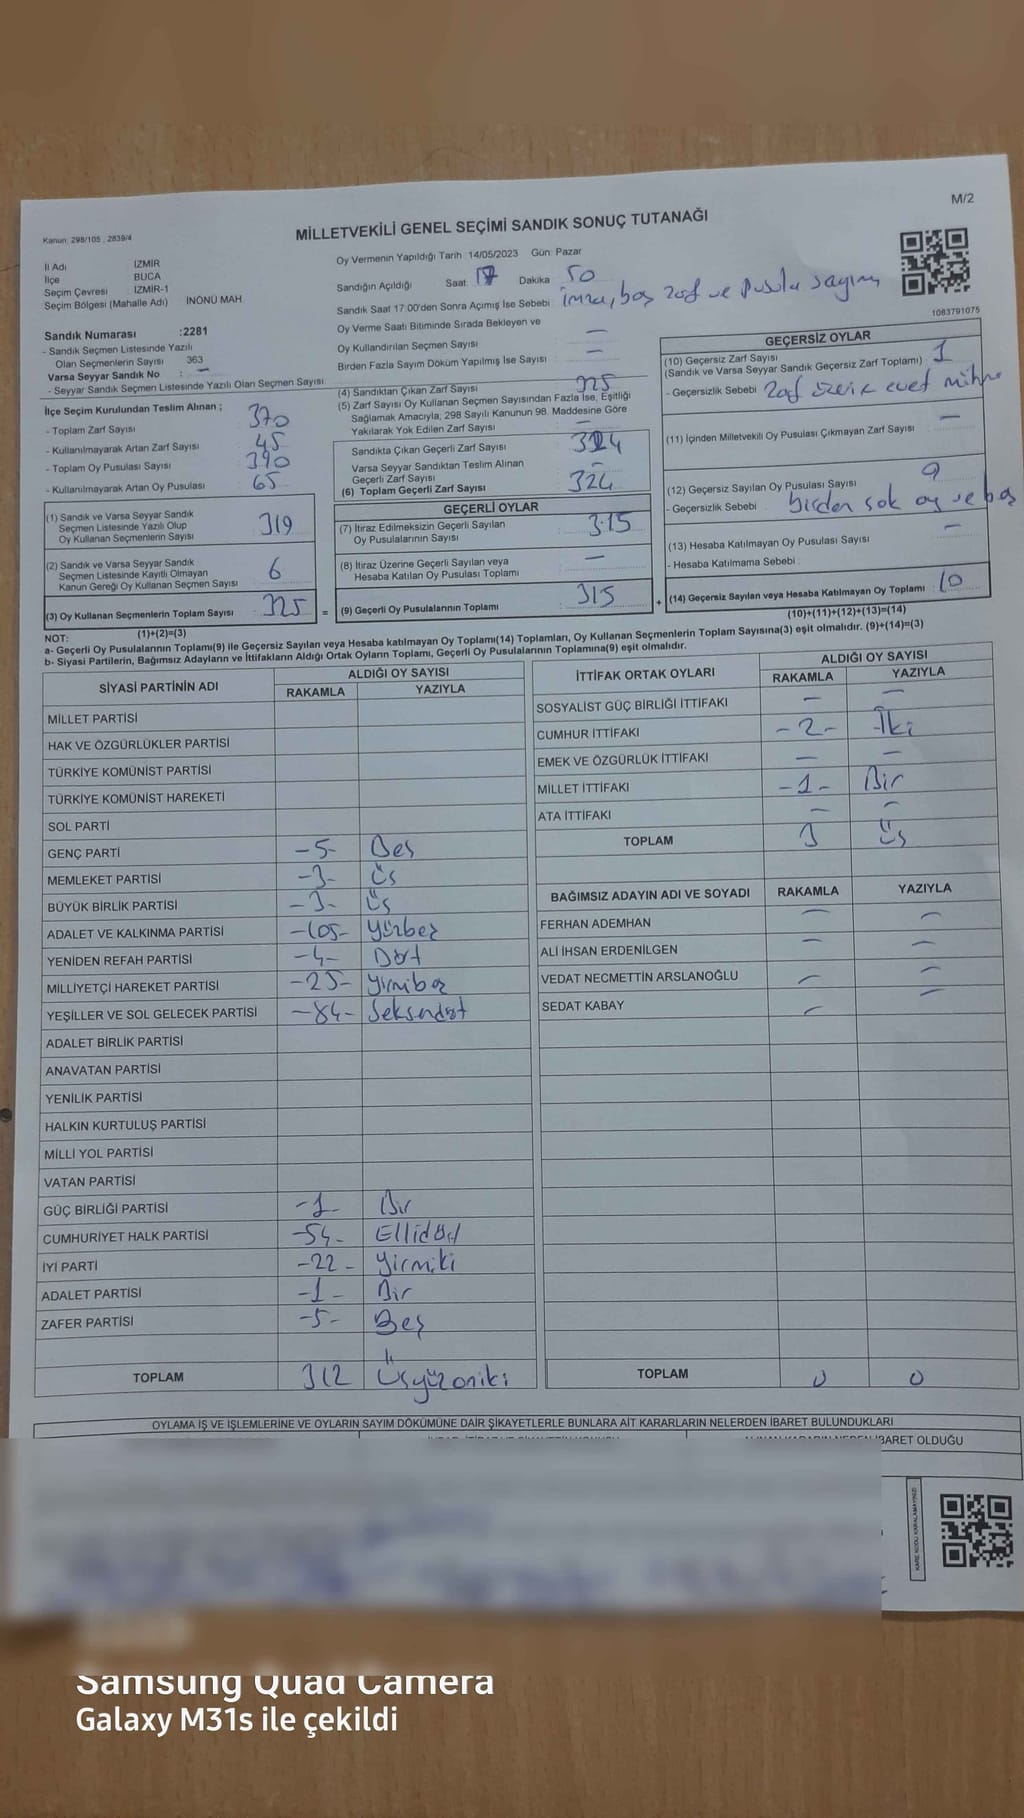 M/2
Kanun: 298/105 , 2839/4
MİLLETVEKİLİ GENEL SEÇİMİ SANDIK SONUÇ TUTANAĞI
İl Adı İZMİR
İlçe BUCA
Seçim Çevresi İZMİR-1
Seçim Bölgesi (Mahalle Adı) İNÖNÜ MAH
Sandık Numarası :2281
- Sandık Seçmen Listesinde Yazılı
Olan Seçmenlerin Sayısı 363
Varsa Seyyar Sandık No : —
- Seyyar Sandık Seçmen Listesinde Yazılı Olan Seçmen Sayısı
Oy Vermenin Yapıldığı Tarih 14/05/2023 Gün: Pazar
Sandığın Açıldığı Saat 17 Dakika 50
Sandık Saat 17:00'den Sonra Açımış İse Sebebi imza, boş zarf ve pusula sayımı
Oy Verme Saati Bitiminde Sırada Bekleyen ve
Oy Kullandırılan Seçmen Sayısı —
Birden Fazla Sayım Döküm Yapılmış İse Sayısı —
1083791075
İlçe Seçim Kurulundan Teslim Alınan ;
- Toplam Zarf Sayısı 370
- Kullanılmayarak Artan Zarf Sayısı 45
- Toplam Oy Pusulası Sayısı 390
- Kullanılmayarak Artan Oy Pusulası 65
(4) Sandıktan Çıkan Zarf Sayısı 325
(5) Zarf Sayısı Oy Kullanan Seçmen Sayısından Fazla İse, Eşitliği
Sağlamak Amacıyla, 298 Sayılı Kanunun 98. Maddesine Göre
Yakılarak Yok Edilen Zarf Sayısı —
Sandıkta Çıkan Geçerli Zarf Sayısı 324
Varsa Seyyar Sandıktan Teslim Alınan
Geçerli Zarf Sayısı —
(6) Toplam Geçerli Zarf Sayısı 324
GEÇERSİZ OYLAR
(10) Geçersiz Zarf Sayısı 1
(Sandık ve Varsa Seyyar Sandık Geçersiz Zarf Toplamı)
- Geçersizlik Sebebi Zarf üzeri evet mühre
(11) İçinden Milletvekili Oy Pusulası Çıkmayan Zarf Sayısı —
(12) Geçersiz Sayılan Oy Pusulası Sayısı 9
- Geçersizlik Sebebi birden çok oy ve boş
(13) Hesaba Katılmayan Oy Pusulası Sayısı —
- Hesaba Katılmama Sebebi
(14) Geçersiz Sayılan veya Hesaba Katılmayan Oy Toplamı 10
(10)+(11)+(12)+(13)=(14)
(1) Sandık ve Varsa Seyyar Sandık
Seçmen Listesinde Yazılı Olup
Oy Kullanan Seçmenlerin Sayısı 319
(2) Sandık ve Varsa Seyyar Sandık
Seçmen Listesinde Kayıtlı Olmayan
Kanun Gereği Oy Kullanan Seçmen Sayısı 6
(3) Oy Kullanan Seçmenlerin Toplam Sayısı 325 =
(1)+(2)=(3)
GEÇERLİ OYLAR
(7) İtiraz Edilmeksizin Geçerli Sayılan
Oy Pusulalarının Sayısı 315
(8) İtiraz Üzerine Geçerli Sayılan veya
Hesaba Katılan Oy Pusulası Toplamı —
(9) Geçerli Oy Pusulalarının Toplamı 315 +
NOT:
a- Geçerli Oy Pusulalarının Toplamı(9) ile Geçersiz Sayılan veya Hesaba katılmayan Oy Toplamı(14) Toplamları, Oy Kullanan Seçmenlerin Toplam Sayısına(3) eşit olmalıdır. (9)+(14)=(3)
b- Siyasi Partilerin, Bağımsız Adayların ve İttifakların Aldığı Ortak Oyların Toplamı, Geçerli Oy Pusulalarının Toplamına(9) eşit olmalıdır.
SİYASİ PARTİNİN ADI ALDIĞI OY SAYISI
RAKAMLA YAZIYLA
MİLLET PARTİSİ
HAK VE ÖZGÜRLÜKLER PARTİSİ
TÜRKİYE KOMÜNİST PARTİSİ
TÜRKİYE KOMÜNİST HAREKETİ
SOL PARTİ
GENÇ PARTİ -5- Beş
MEMLEKET PARTİSİ -3- Üç
BÜYÜK BİRLİK PARTİSİ -3- Üç
ADALET VE KALKINMA PARTİSİ -105- Yüzbeş
YENİDEN REFAH PARTİSİ -4- Dört
MİLLİYETÇİ HAREKET PARTİSİ -25- Yirmibeş
YEŞİLLER VE SOL GELECEK PARTİSİ -84- Seksendört
ADALET BİRLİK PARTİSİ
ANAVATAN PARTİSİ
YENİLİK PARTİSİ
HALKIN KURTULUŞ PARTİSİ
MİLLİ YOL PARTİSİ
VATAN PARTİSİ
GÜÇ BİRLİĞİ PARTİSİ -1- Bir
CUMHURİYET HALK PARTİSİ -54- Ellidört
İYİ PARTİ -22- Yirmiki
ADALET PARTİSİ -1- Bir
ZAFER PARTİSİ -5- Beş
TOPLAM 312 Üçyüzoniki
İTTİFAK ORTAK OYLARI ALDIĞI OY SAYISI
RAKAMLA YAZIYLA
SOSYALİST GÜÇ BİRLİĞİ İTTİFAKI — —
CUMHUR İTTİFAKI -2- İki
EMEK VE ÖZGÜRLÜK İTTİFAKI — —
MİLLET İTTİFAKI -1- Bir
ATA İTTİFAKI — —
TOPLAM 3 Üç
BAĞIMSIZ ADAYIN ADI VE SOYADI RAKAMLA YAZIYLA
FERHAN ADEMHAN — —
ALİ İHSAN ERDENİLGEN — —
VEDAT NECMETTİN ARSLANOĞLU — —
SEDAT KABAY — —
TOPLAM 0 0
OYLAMA İŞ VE İŞLEMLERİNE VE OYLARIN SAYIM DÖKÜMÜNE DAİR ŞİKAYETLERLE BUNLARA AİT KARARLARIN NELERDEN İBARET BULUNDUKLARI
İBARET OLDUĞU
KARE KODU KARALAMAYINIZ!
Samsung Quad Camera
Galaxy M31s ile çekildi